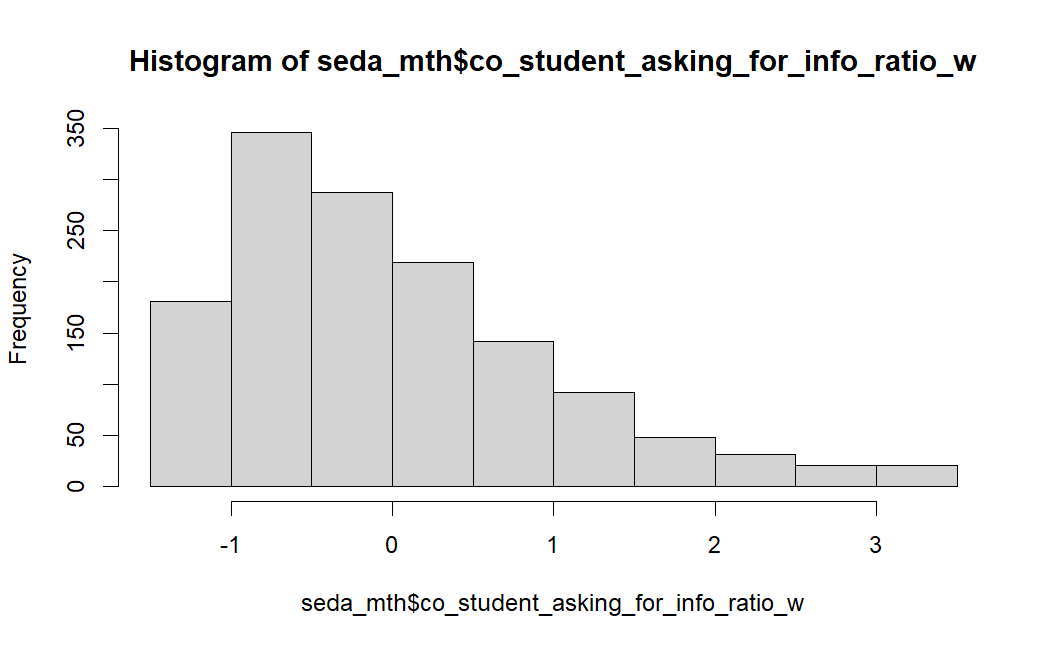 Histogram of seda_mth$co_student_asking_for_info_ratio_w
Frequency
350
250
150
50
0
-1 0 1 2 3
seda_mth$co_student_asking_for_info_ratio_w